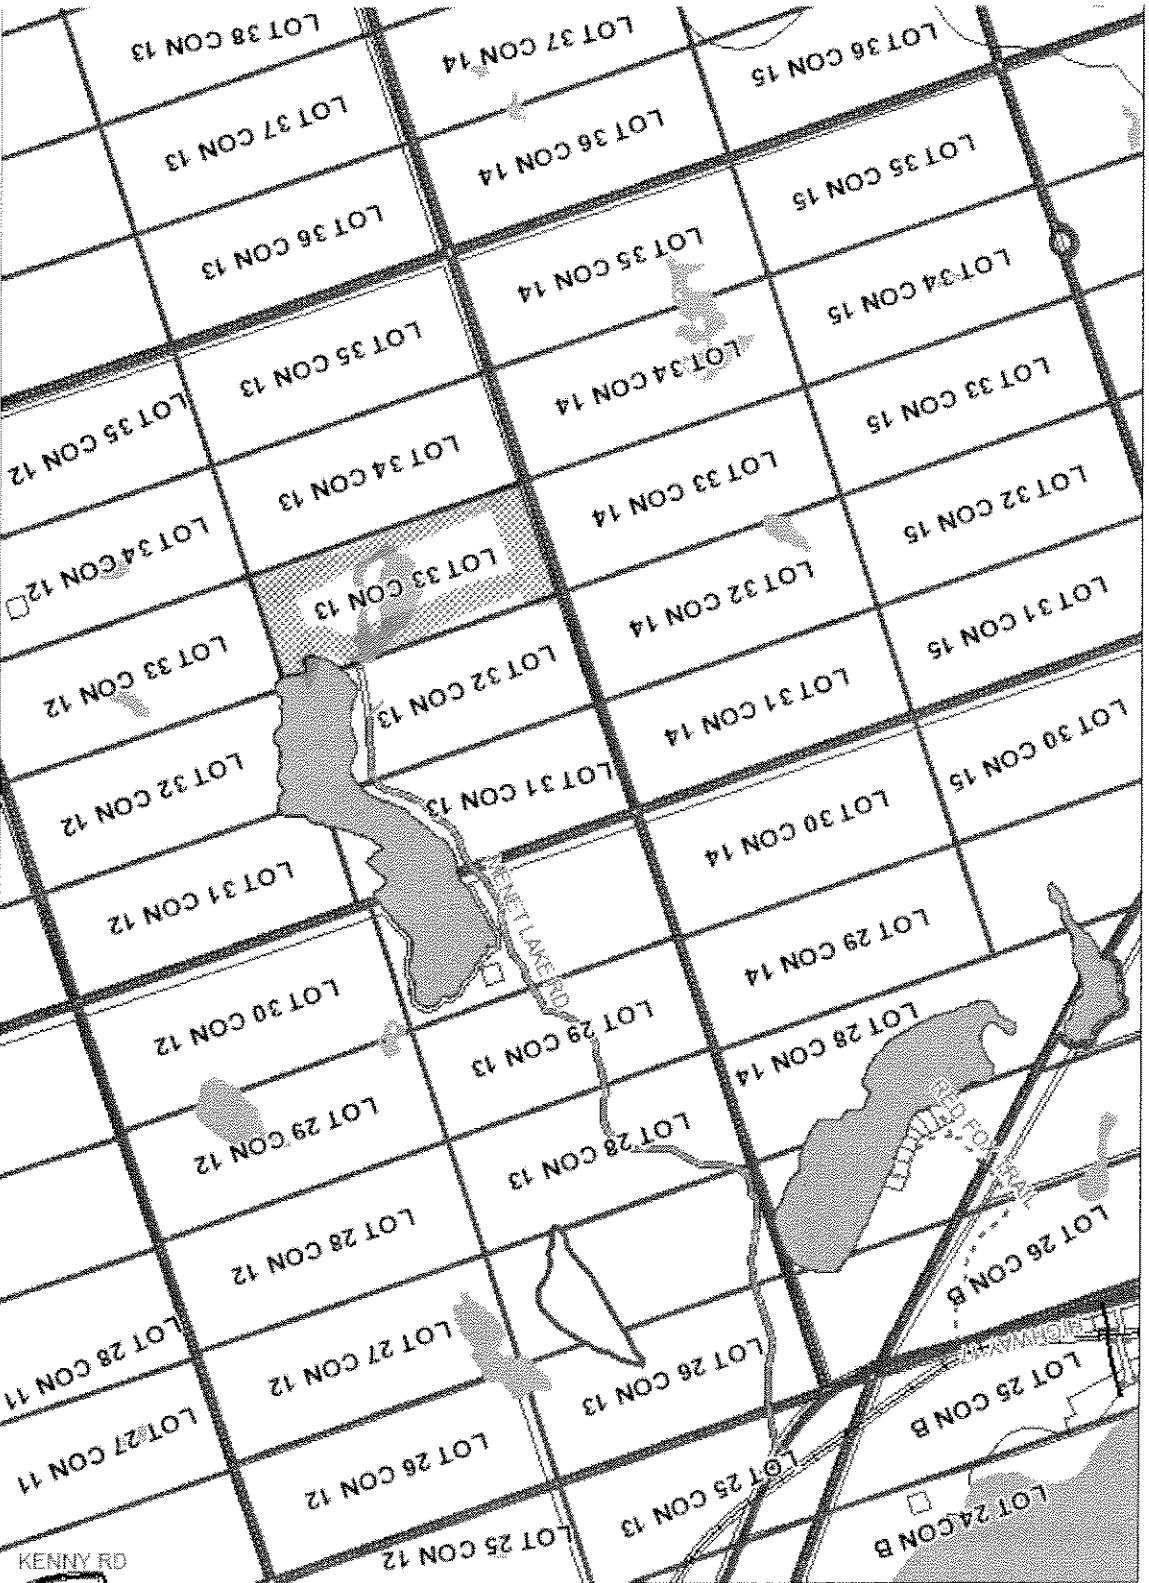 LOT 38 CON 13
LOT 37 CON 14
LOT 36 CON 15
LOT 37 CON 13
LOT 36 CON 14
LOT 35 CON 15
LOT 36 CON 13
LOT 35 CON 14
LOT 34 CON 15
LOT 35 CON 12
LOT 35 CON 13
LOT 34 CON 14
LOT 33 CON 15
LOT 34 CON 12
LOT 34 CON 13
LOT 33 CON 14
LOT 32 CON 15
LOT 33 CON 12
LOT 33 CON 13
LOT 32 CON 14
LOT 31 CON 15
LOT 32 CON 12
LOT 32 CON 13
LOT 31 CON 14
LOT 30 CON 15
LOT 31 CON 12
LOT 31 CON 13
LOT 30 CON 14
MENET LAKE RD
LOT 30 CON 12
LOT 29 CON 13
LOT 29 CON 14
LOT 29 CON 12
LOT 28 CON 13
LOT 28 CON 14
RED FOX TRAIL
LOT 28 CON 11
LOT 28 CON 12
LOT 26 CON B
LOT 27 CON 11
LOT 27 CON 12
LOT 26 CON 13
HIGHWAY
LOT 25 CON B
LOT 26 CON 12
LOT 25 CON 13
LOT 24 CON B
LOT 25 CON 12
KENNY RD